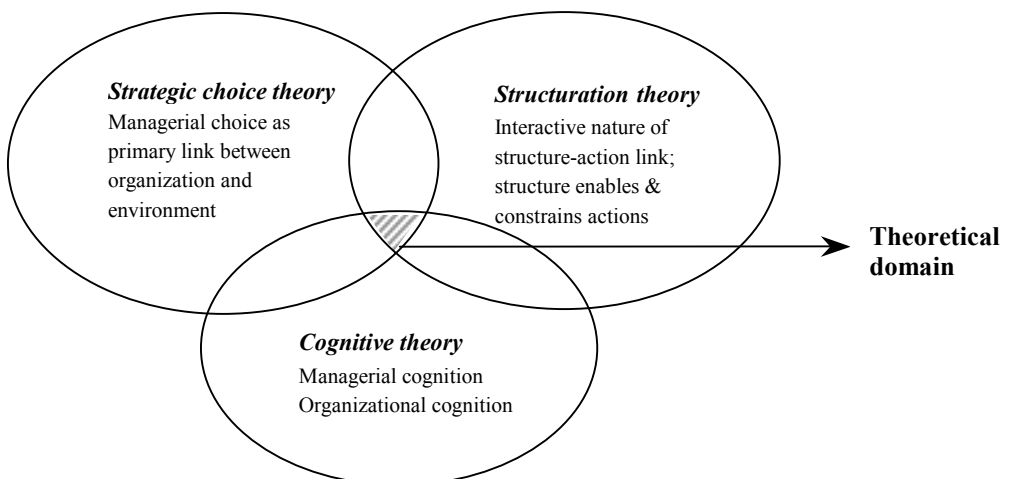 Strategic choice theory
Managerial choice as
primary link between
organization and
environment
Structuration theory
Interactive nature of
structure-action link;
structure enables &
constrains actions
Theoretical
domain
Cognitive theory
Managerial cognition
Organizational cognition